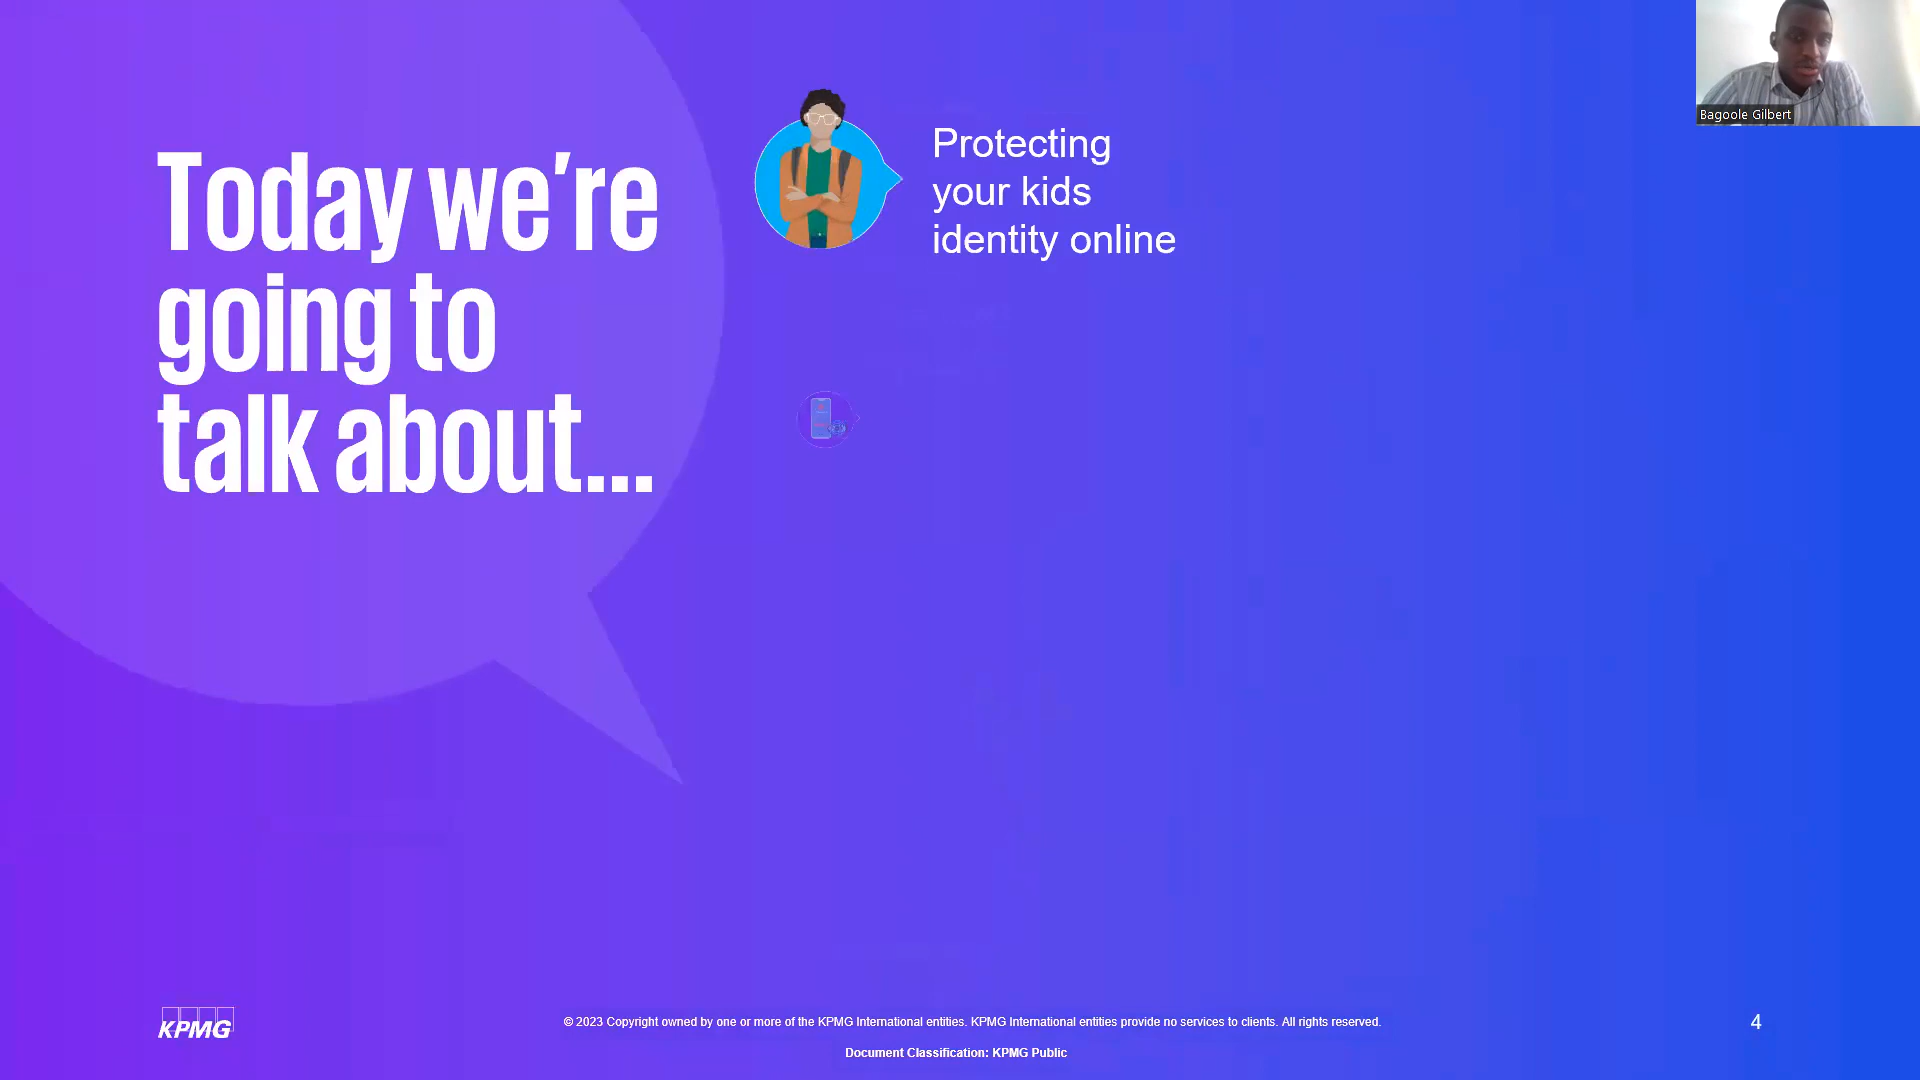 Bagoole Gilbert
Today we're
going to
talk about...
Protecting
your kids
identity online
KPMG
© 2023 Copyright owned by one or more of the KPMG International entities. KPMG International entities provide no services to clients. All rights reserved.
4
Document Classification: KPMG Public